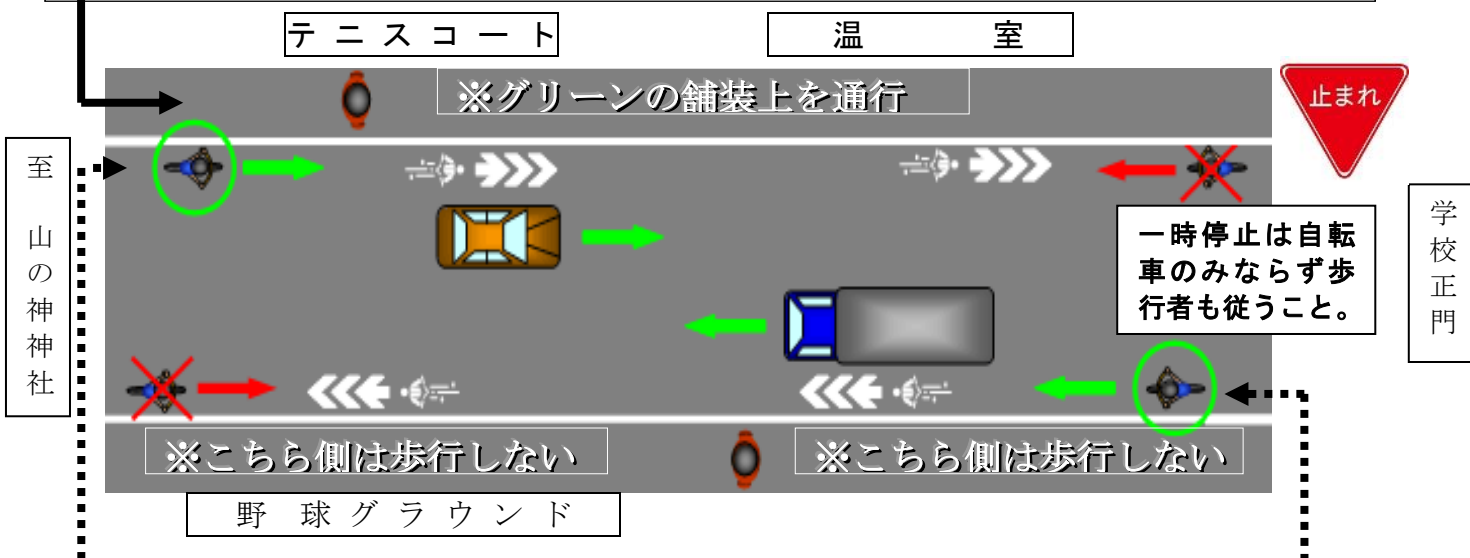 テニスコート
温室
※グリーンの舗装上を通行
止まれ
至 山の神神社
一時停止は自転
車のみならず歩
行者も従うこと。
学校正門
※こちら側は歩行しない
※こちら側は歩行しない
野球グラウンド